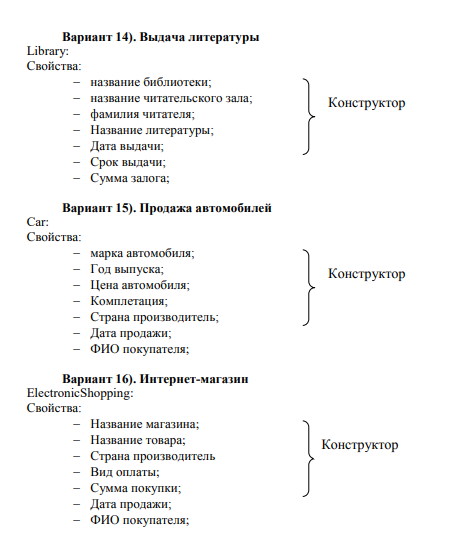 Вариант 14). Выдача литературы
Library:
Свойства:
– название библиотеки;
– название читательского зала;
– фамилия читателя;
– Название литературы;
– Дата выдачи;
– Срок выдачи;
– Сумма залога;
Конструктор
Вариант 15). Продажа автомобилей
Car:
Свойства:
– марка автомобиля;
– Год выпуска;
– Цена автомобиля;
– Комплетация;
– Страна производитель;
– Дата продажи;
– ФИО покупателя;
Конструктор
Вариант 16). Интернет-магазин
ElectronicShopping:
Свойства:
– Название магазина;
– Название товара;
– Страна производитель
– Вид оплаты;
– Сумма покупки;
– Дата продажи;
– ФИО покупателя;
Конструктор